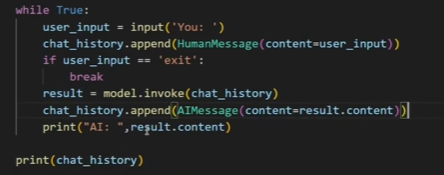 while True:
    user_input = input('You: ')
    chat_history.append(HumanMessage(content=user_input))
    if user_input == 'exit':
        break
    result = model.invoke(chat_history)
    chat_history.append(AIMessage(content=result.content))
    print("AI: ",result.content)
print(chat_history)